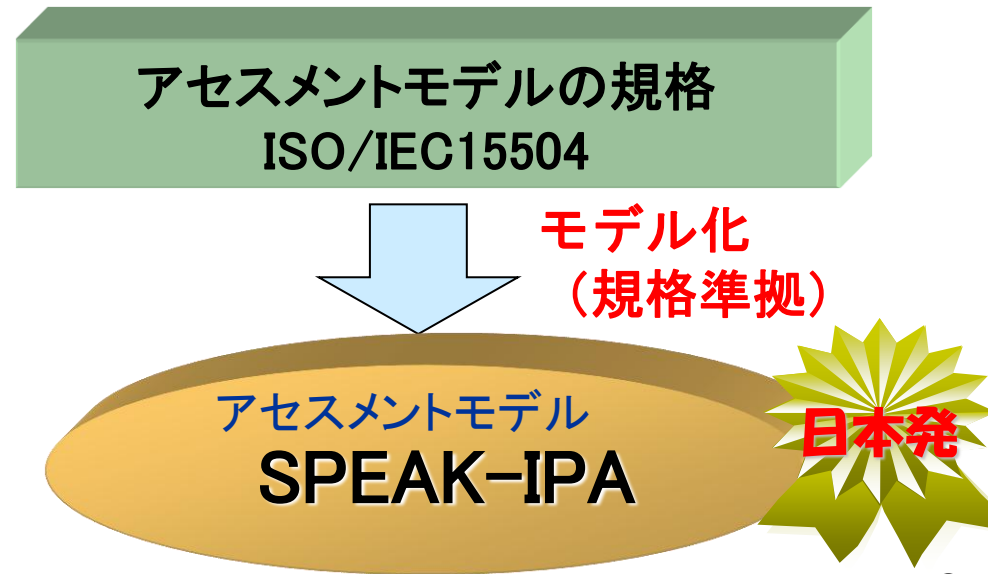 アセスメントモデルの規格
ISO/IEC15504
モデル化
（規格準拠）
アセスメントモデル
SPEAK-IPA
日本発